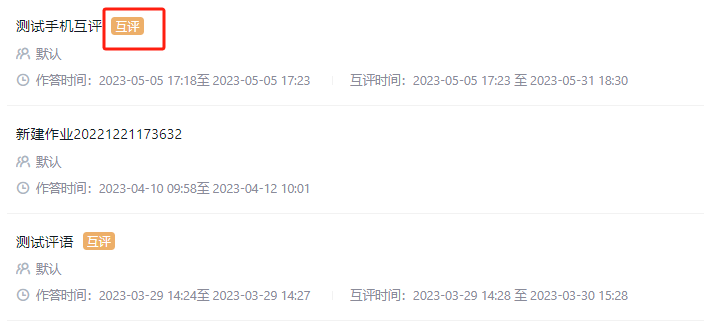 测试手机互评 互评
默认
作答时间：2023-05-05 17:18至 2023-05-05 17:23 互评时间：2023-05-05 17:23 至 2023-05-31 18:30
新建作业20221221173632
默认
作答时间：2023-04-10 09:58至 2023-04-12 10:01
测试评语 互评
默认
作答时间：2023-03-29 14:24至 2023-03-29 14:27 互评时间：2023-03-29 14:28 至 2023-03-30 15:28